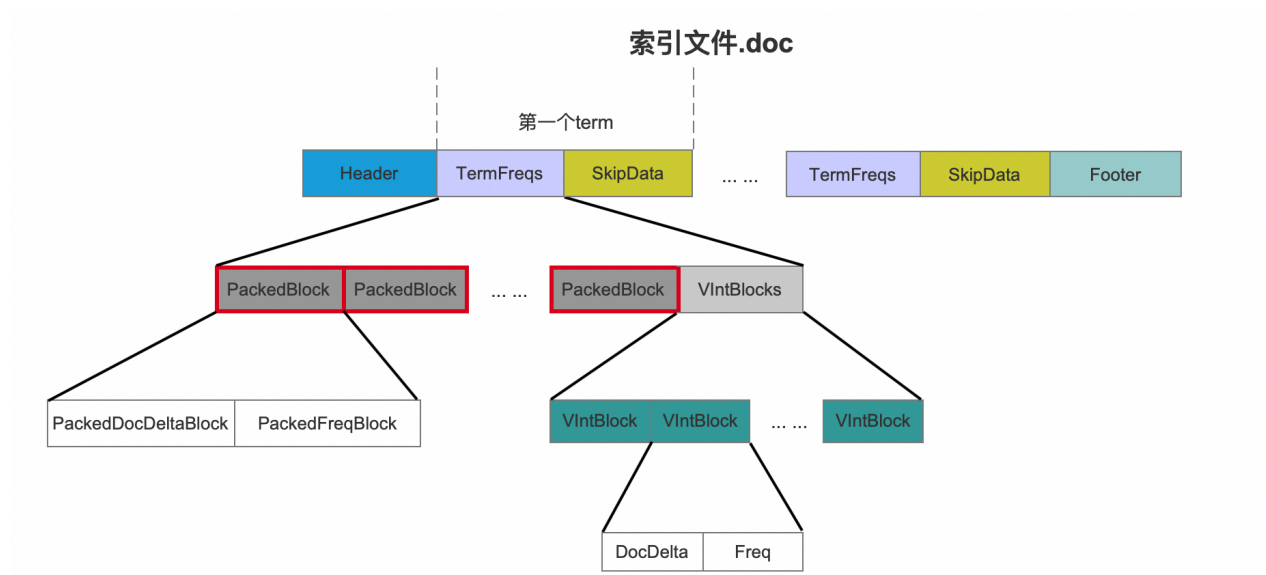 索引文件.doc
第一个term
Header TermFreqs SkipData ... ... TermFreqs SkipData Footer
PackedBlock PackedBlock ... ... PackedBlock VIntBlocks
PackedDocDeltaBlock PackedFreqBlock VIntBlock VIntBlock ... ... VIntBlock
DocDelta Freq